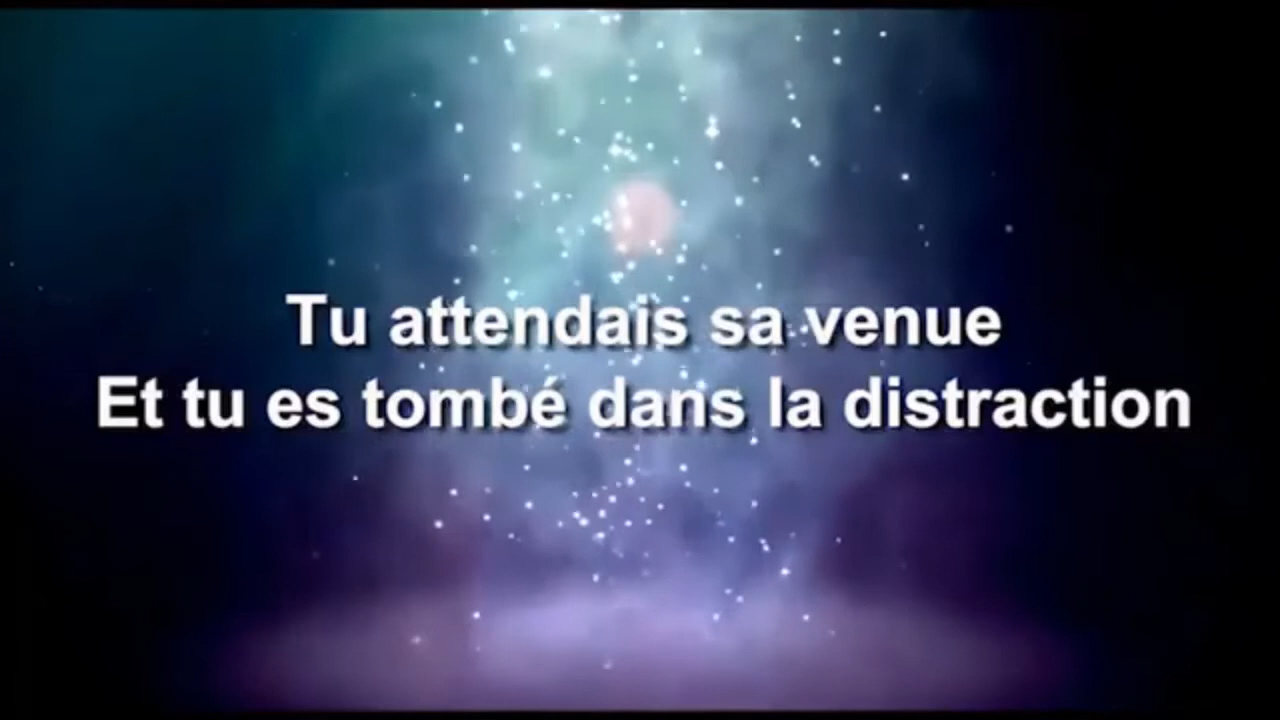 Tu attendais sa venue
Et tu es tombé dans la distraction